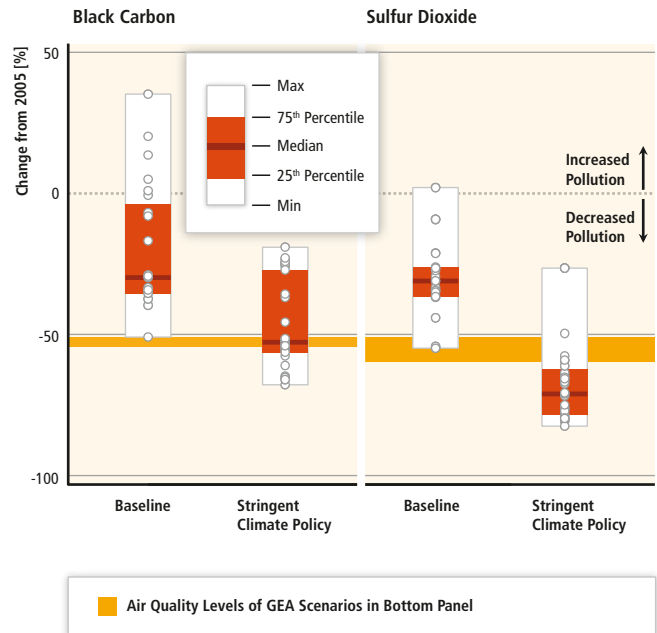 Black Carbon
Sulfur Dioxide
Change from 2005 [%]
50
0
-50
-100
Max
75th Percentile
Median
25th Percentile
Min
Increased
Pollution
Decreased
Pollution
Baseline
Stringent
Climate Policy
Baseline
Stringent
Climate Policy
Air Quality Levels of GEA Scenarios in Bottom Panel